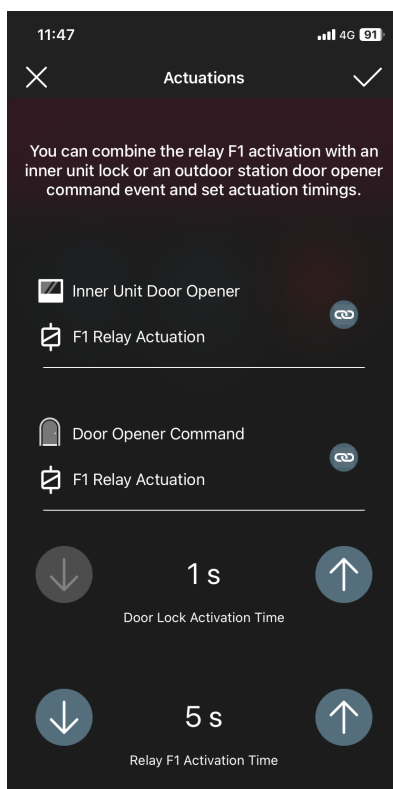 11:47
4G 91
Actuations
You can combine the relay F1 activation with an
inner unit lock or an outdoor station door opener
command event and set actuation timings.
Inner Unit Door Opener
F1 Relay Actuation
Door Opener Command
F1 Relay Actuation
1 s
Door Lock Activation Time
5 s
Relay F1 Activation Time